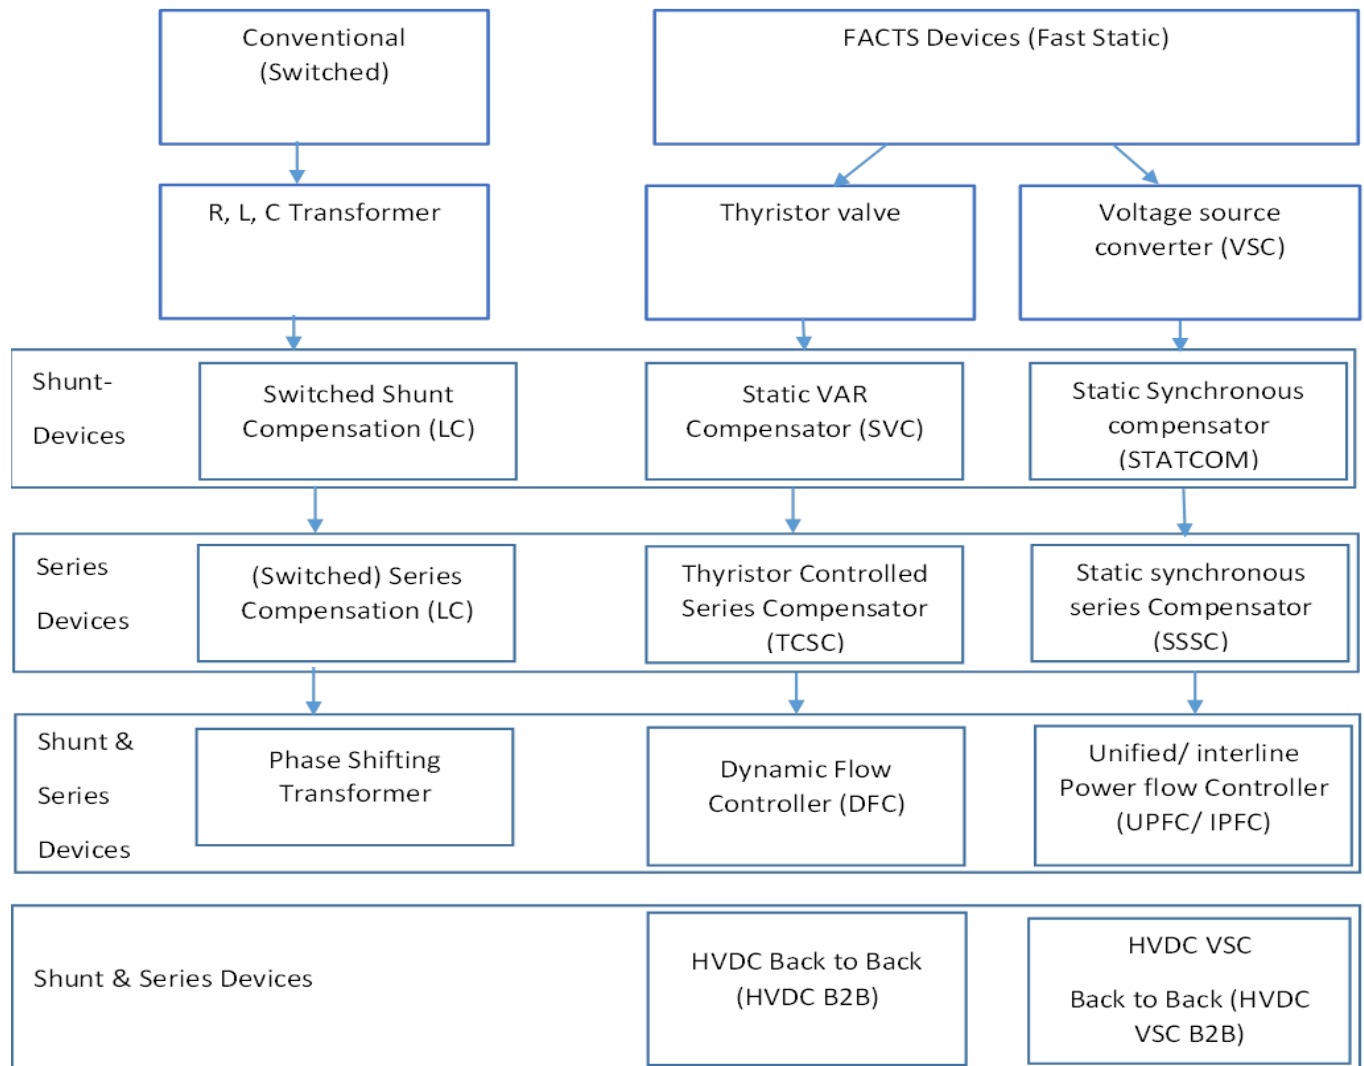 Conventional
(Switched)
FACTS Devices (Fast Static)
R, L, C Transformer
Thyristor valve
Voltage source
converter (VSC)
Shunt-
Devices
Switched Shunt
Compensation (LC)
Static VAR
Compensator (SVC)
Static Synchronous
compensator
(STATCOM)
Series
Devices
(Switched) Series
Compensation (LC)
Thyristor Controlled
Series Compensator
(TCSC)
Static synchronous
series Compensator
(SSSC)
Shunt &
Series
Devices
Phase Shifting
Transformer
Dynamic Flow
Controller (DFC)
Unified/ interline
Power flow Controller
(UPFC/ IPFC)
Shunt & Series Devices
HVDC Back to Back
(HVDC B2B)
HVDC VSC
Back to Back (HVDC
VSC B2B)